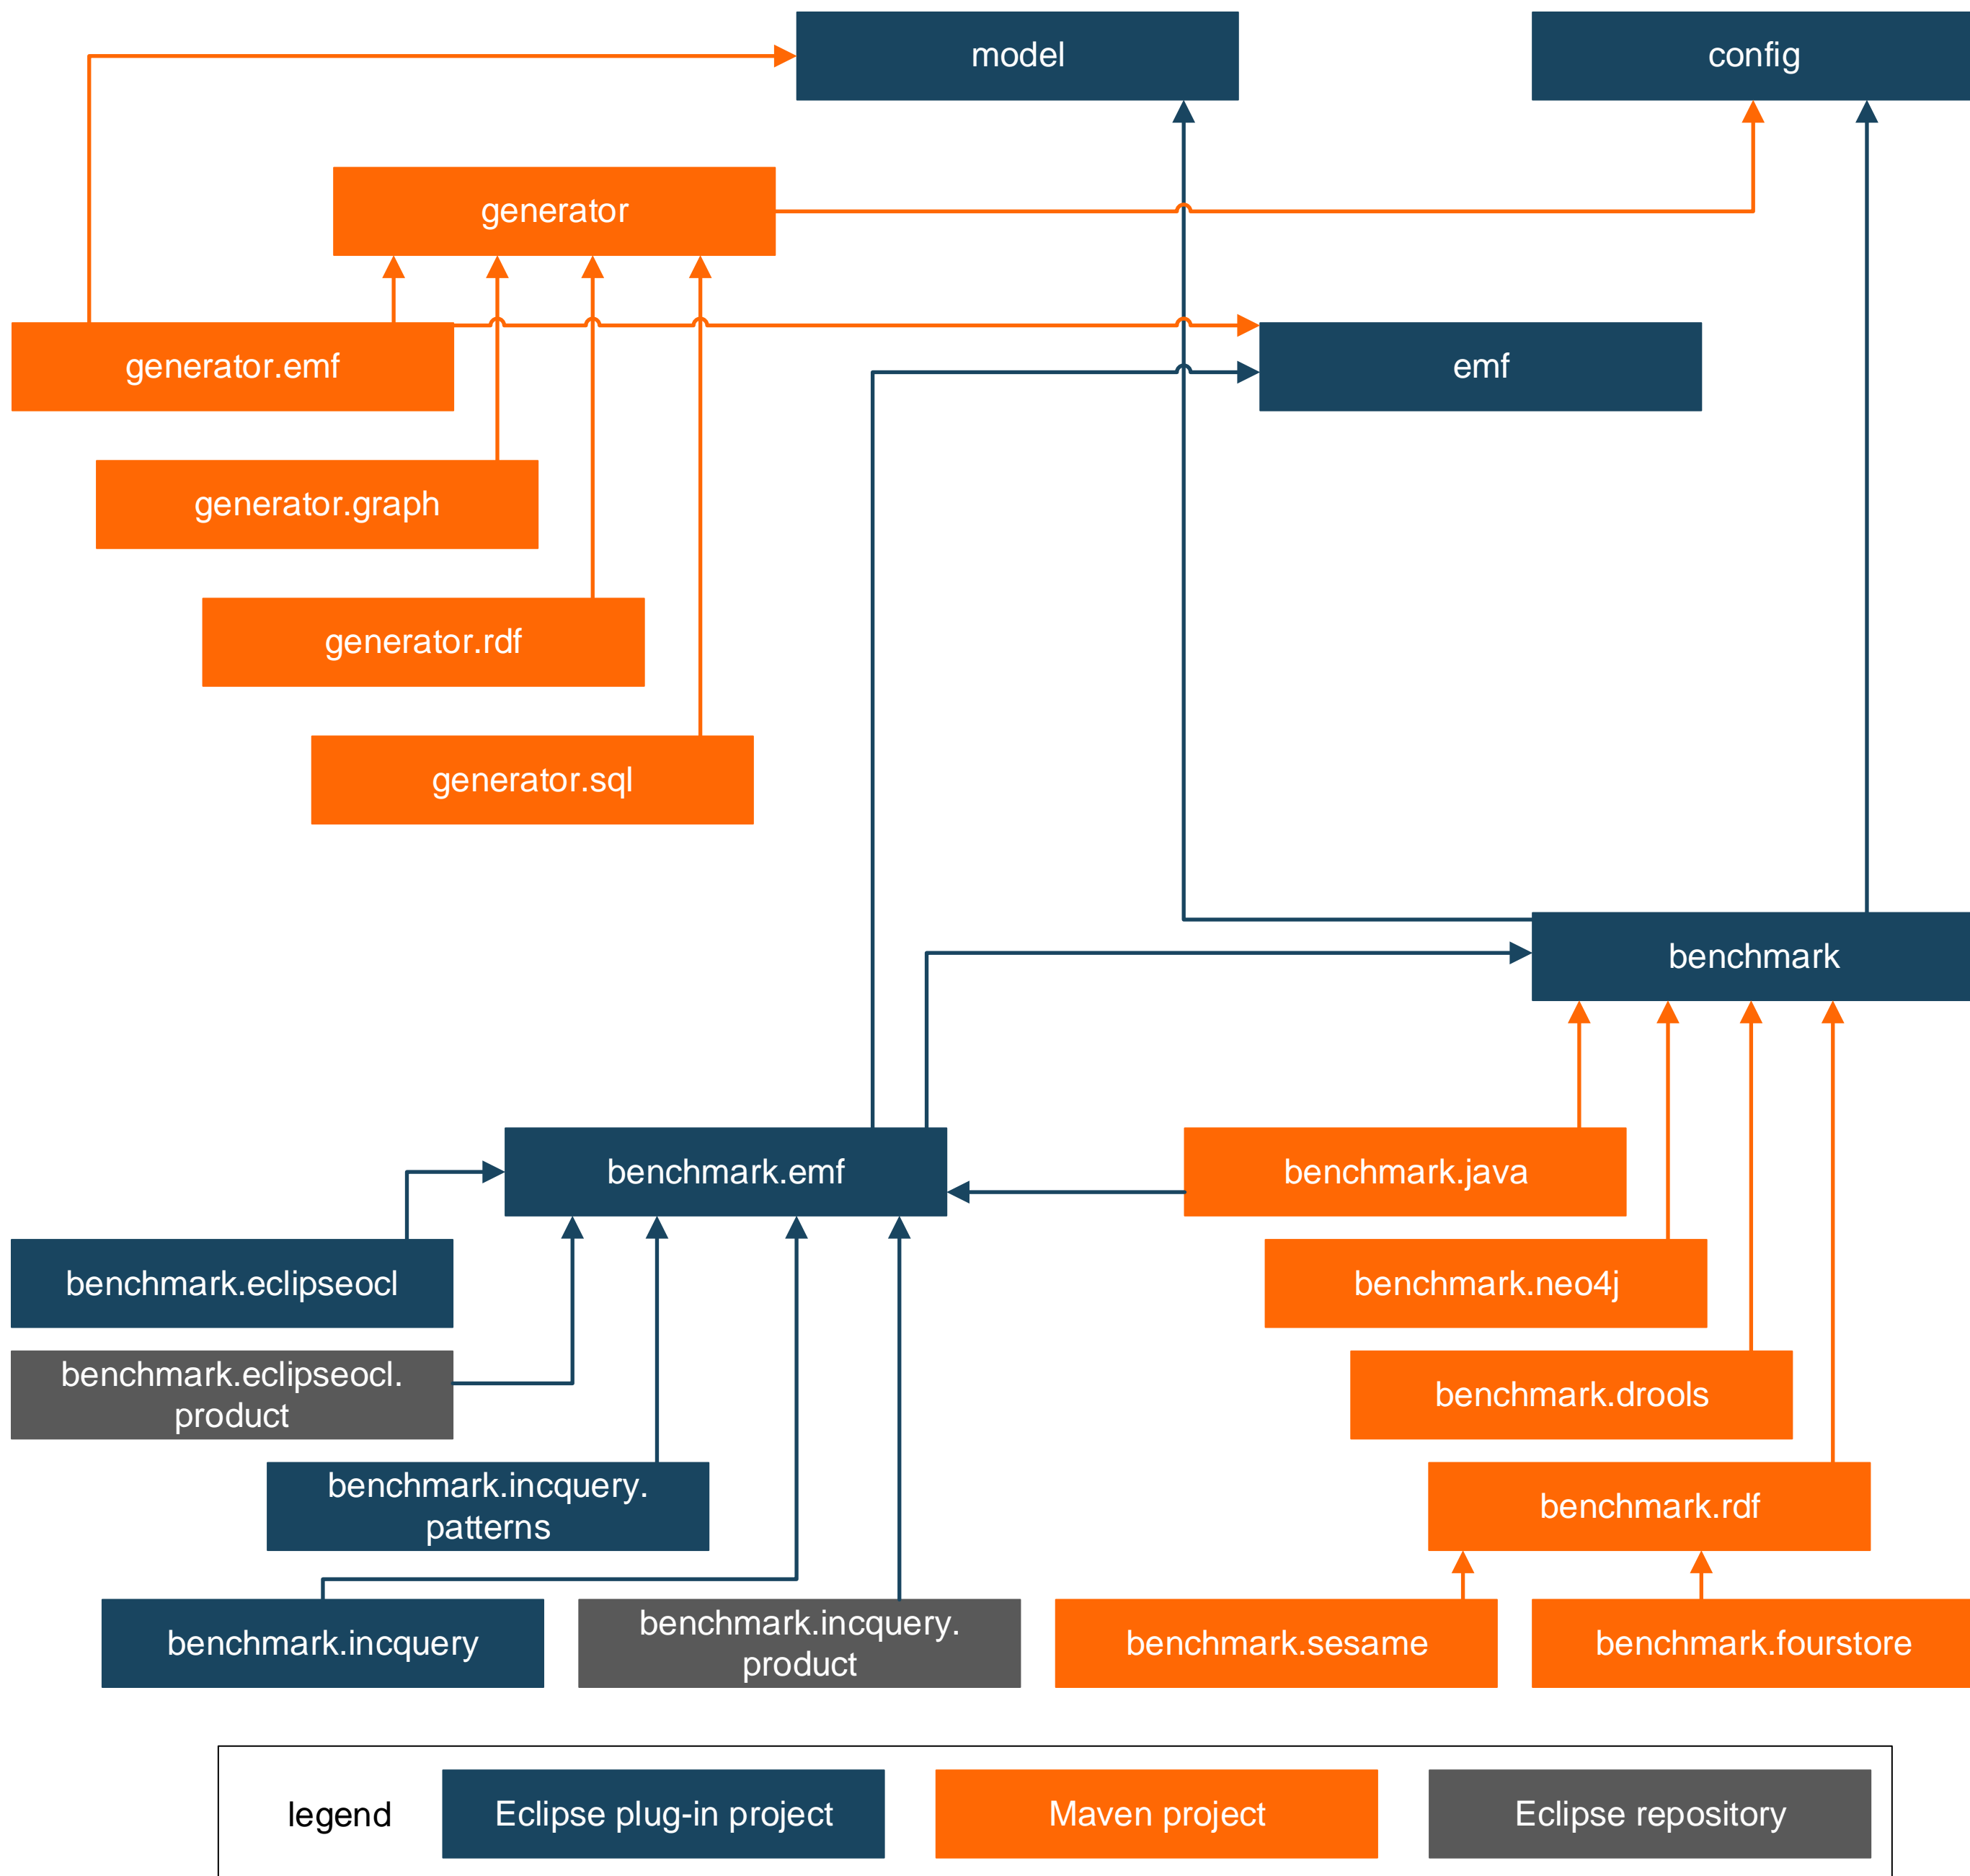 model
config
generator
generator.emf
emf
generator.graph
generator.rdf
generator.sql
benchmark
benchmark.emf
benchmark.java
benchmark.eclipseocl
benchmark.neo4j
benchmark.eclipseocl.
product
benchmark.drools
benchmark.incquery.
patterns
benchmark.rdf
benchmark.incquery
benchmark.incquery.
product
benchmark.sesame
benchmark.fourstore
legend
Eclipse plug-in project
Maven project
Eclipse repository